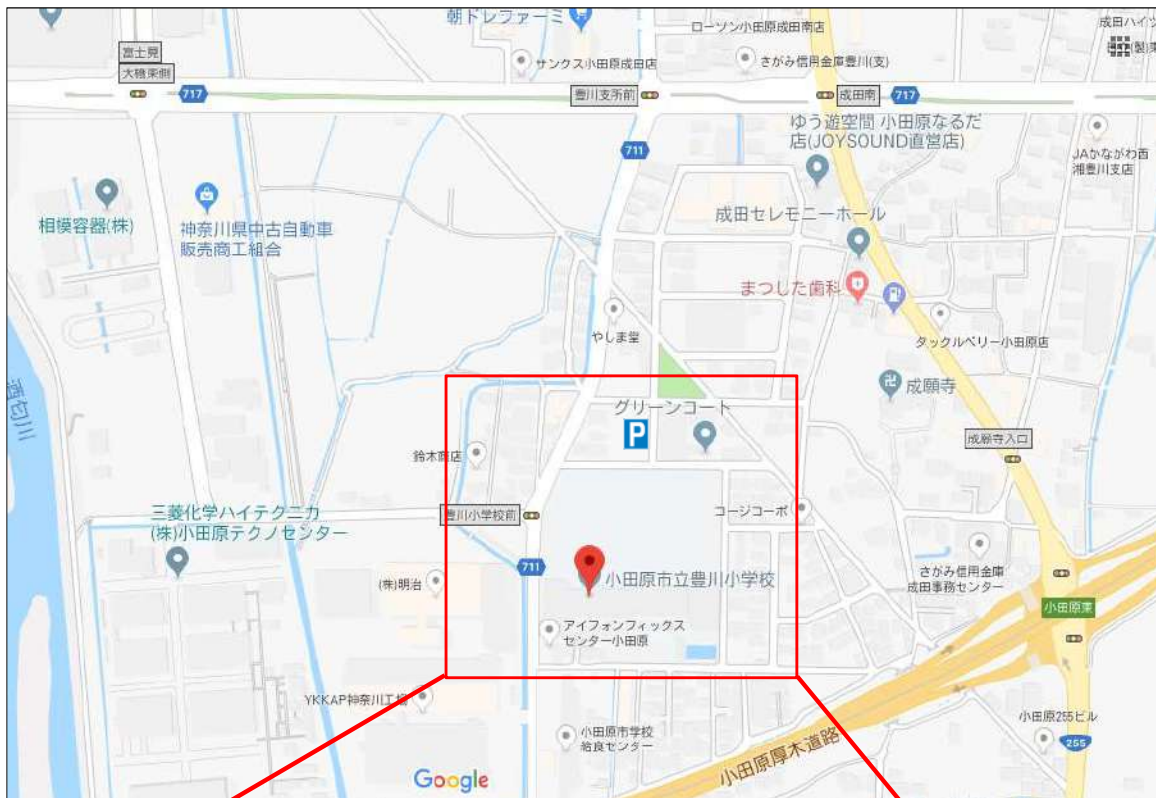 朝ドレファーミ
ローソン小田原成田南店
成田ハイツ
富士見
大橋東側
サンクス小田原成田店
さがみ信用金庫豊川(支)
717
豊川支所前
成田南
717
ゆう遊空間 小田原なるだ
店(JOYSOUND直営店)
711
JAかながわ西
湘豊川支店
相模容器(株)
神奈川県中古自動車
販売商工組合
成田セレモニーホール
まつした歯科
やしま堂
タックルベリー小田原店
酒匂川
成願寺
グリーンコート
P
成願寺入口
鈴木商店
三菱化学ハイテクニカ
(株)小田原テクノセンター
豊川小学校前
コージコーポ
711
(株)明治
小田原市立豊川小学校
さがみ信用金庫
成田事務センター
小田原東
アイフォンフィックス
センター小田原
YKKAP神奈川工場
小田原市学校
給食センター
小田原255ビル
255
小田原厚木道路
Google